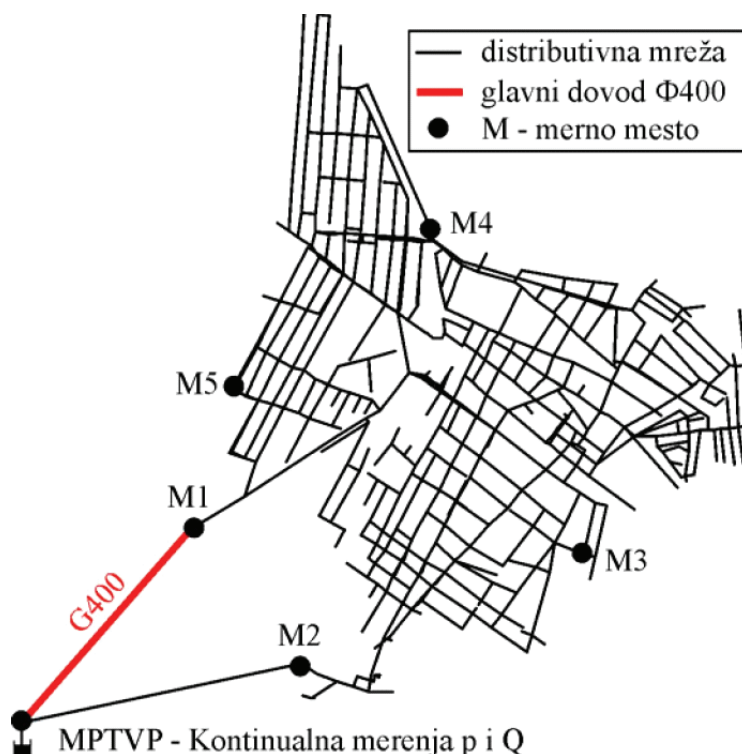 distributivna mreža
glavni dovod Φ400
M - merno mesto
M4
M5
M1
M3
G400
M2
MPTVP - Kontinualna merenja p i Q